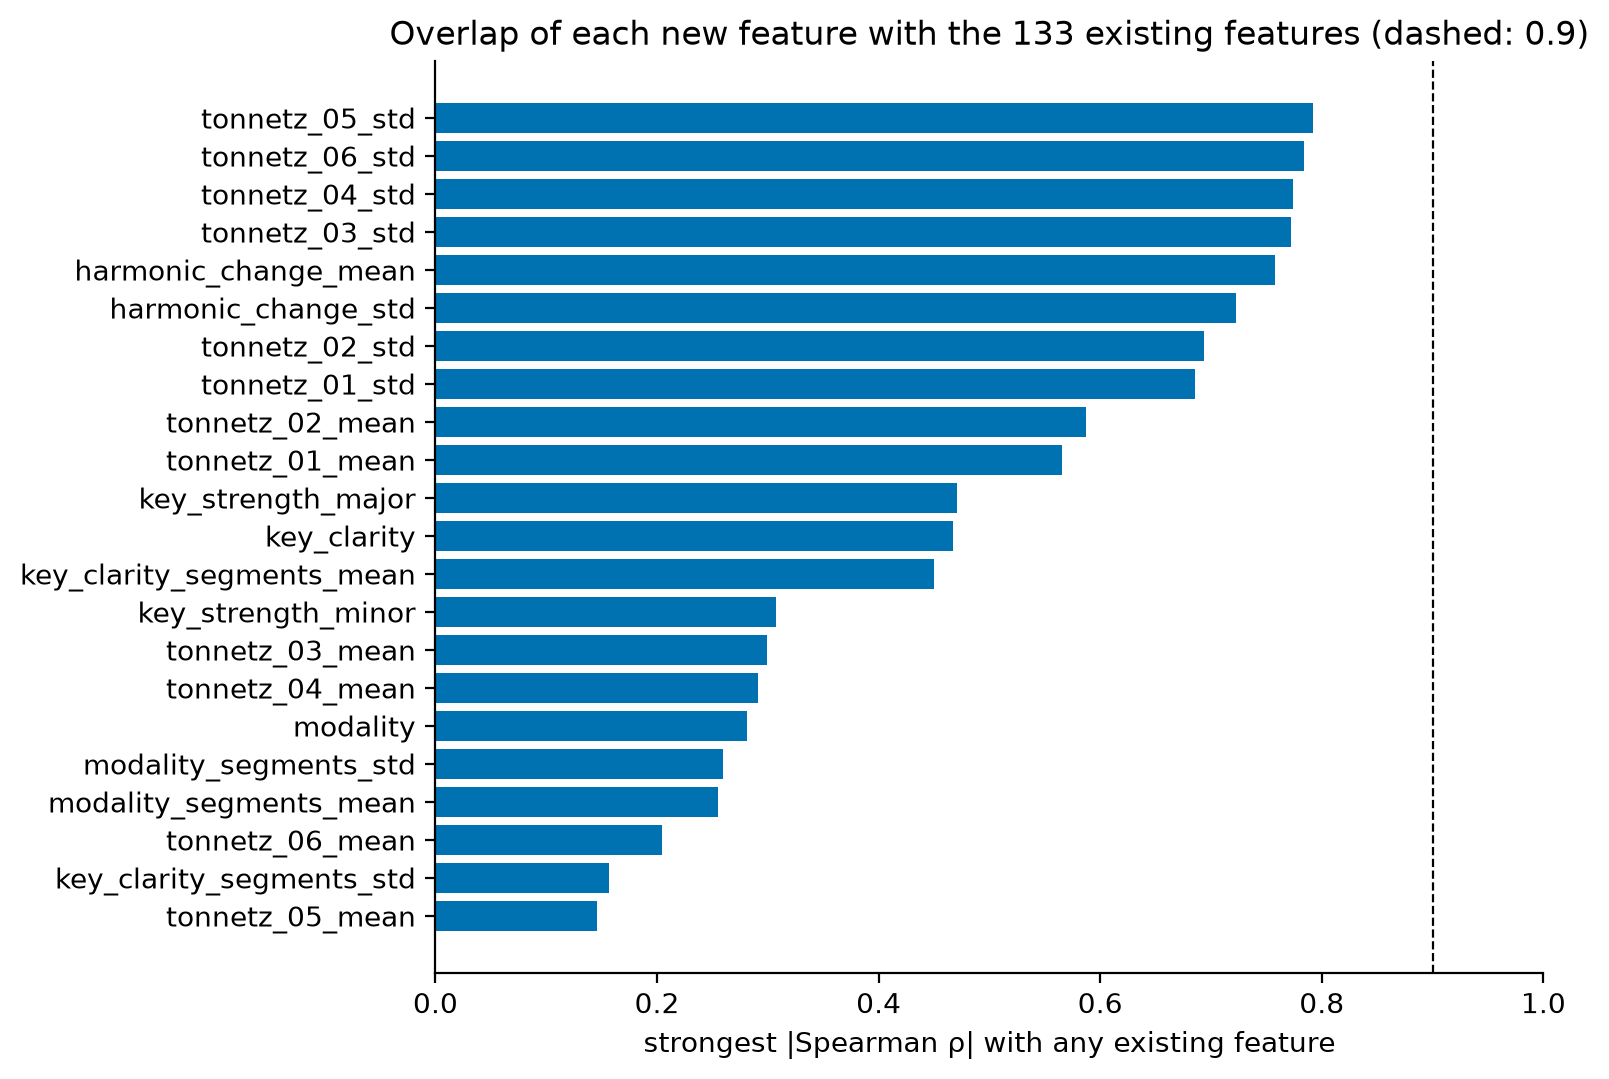 Overlap of each new feature with the 133 existing features (dashed: 0.9)
tonnetz_05_std
tonnetz_06_std
tonnetz_04_std
tonnetz_03_std
harmonic_change_mean
harmonic_change_std
tonnetz_02_std
tonnetz_01_std
tonnetz_02_mean
tonnetz_01_mean
key_strength_major
key_clarity
key_clarity_segments_mean
key_strength_minor
tonnetz_03_mean
tonnetz_04_mean
modality
modality_segments_std
modality_segments_mean
tonnetz_06_mean
key_clarity_segments_std
tonnetz_05_mean
0.0 0.2 0.4 0.6 0.8 1.0
strongest |Spearman ρ| with any existing feature